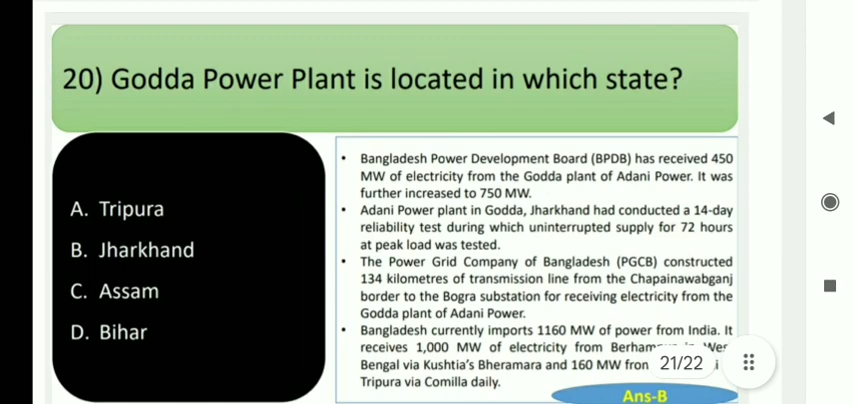 20) Godda Power Plant is located in which state?
A. Tripura
B. Jharkhand
C. Assam
D. Bihar
• Bangladesh Power Development Board (BPDB) has received 450
MW of electricity from the Godda plant of Adani Power. It was
further increased to 750 MW.
• Adani Power plant in Godda, Jharkhand had conducted a 14-day
reliability test during which uninterrupted supply for 72 hours
at peak load was tested.
• The Power Grid Company of Bangladesh (PGCB) constructed
134 kilometres of transmission line from the Chapainawabganj
border to the Bogra substation for receiving electricity from the
Godda plant of Adani Power.
• Bangladesh currently imports 1160 MW of power from India. It
receives 1,000 MW of electricity from
Bengal via Kushtia's Bheramara and 160 MW
Tripura via Comilla daily.
21/22
Ans-B